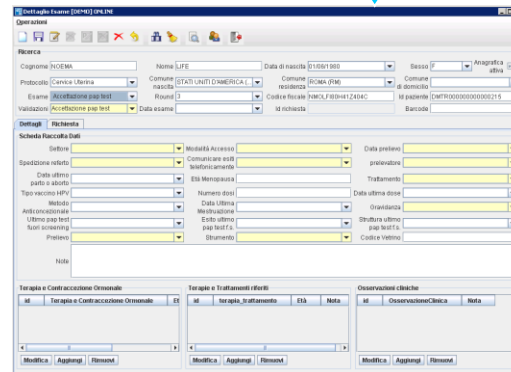 Dettaglio Esame [DEMO] ONLINE
Operazioni
Ricerca
Cognome NOEMA Nome LIFE Data di nascita 01/08/1980 Sesso F Anagrafica attiva
Protocollo Cervice Uterina Comune nascita STATI UNITI D'AMERICA (.. Comune residenza ROMA (RM) Comune di domicilio
Esame Accettazione pap test Round 3 Codice fiscale Id paziente
Validazioni Accettazione pap test Data esame Id richiesta Barcode
Dettagli Richiesta
Scheda Raccolta Dati
Settore Modalità Accesso Data prelievo
Spedizione referto Comunicare esiti telefonicamente prelevatore
Data ultimo parto o aborto Età Menopausa Trattamento
Tipo vaccino HPV Numero dosi Data ultima dose
Metodo Anticoncezionale Data Ultima Mestruazione Gravidanza
Ultimo pap test fuori screening Esito ultimo pap test f.s. Struttura ultimo pap test f.s.
Prelievo Strumento Codice Vetrino
Note
Terapia e Contraccezione Ormonale Terapie e Trattamenti riferiti Osservazioni cliniche
id Terapia e Contraccezione Ormonale Et id terapia_trattamento Età Nota id OsservazioneClinica Nota
Modifica Aggiungi Rimuovi Modifica Aggiungi Rimuovi Modifica Aggiungi Rimuovi